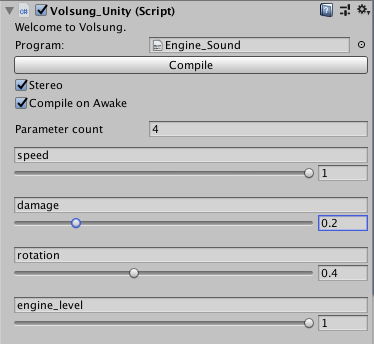 Volsung_Unity (Script)
Welcome to Volsung.
Program: Engine_Sound
Compile
Stereo
Compile on Awake
Parameter count 4
speed
1
damage
0.2
rotation
0.4
engine_level
1